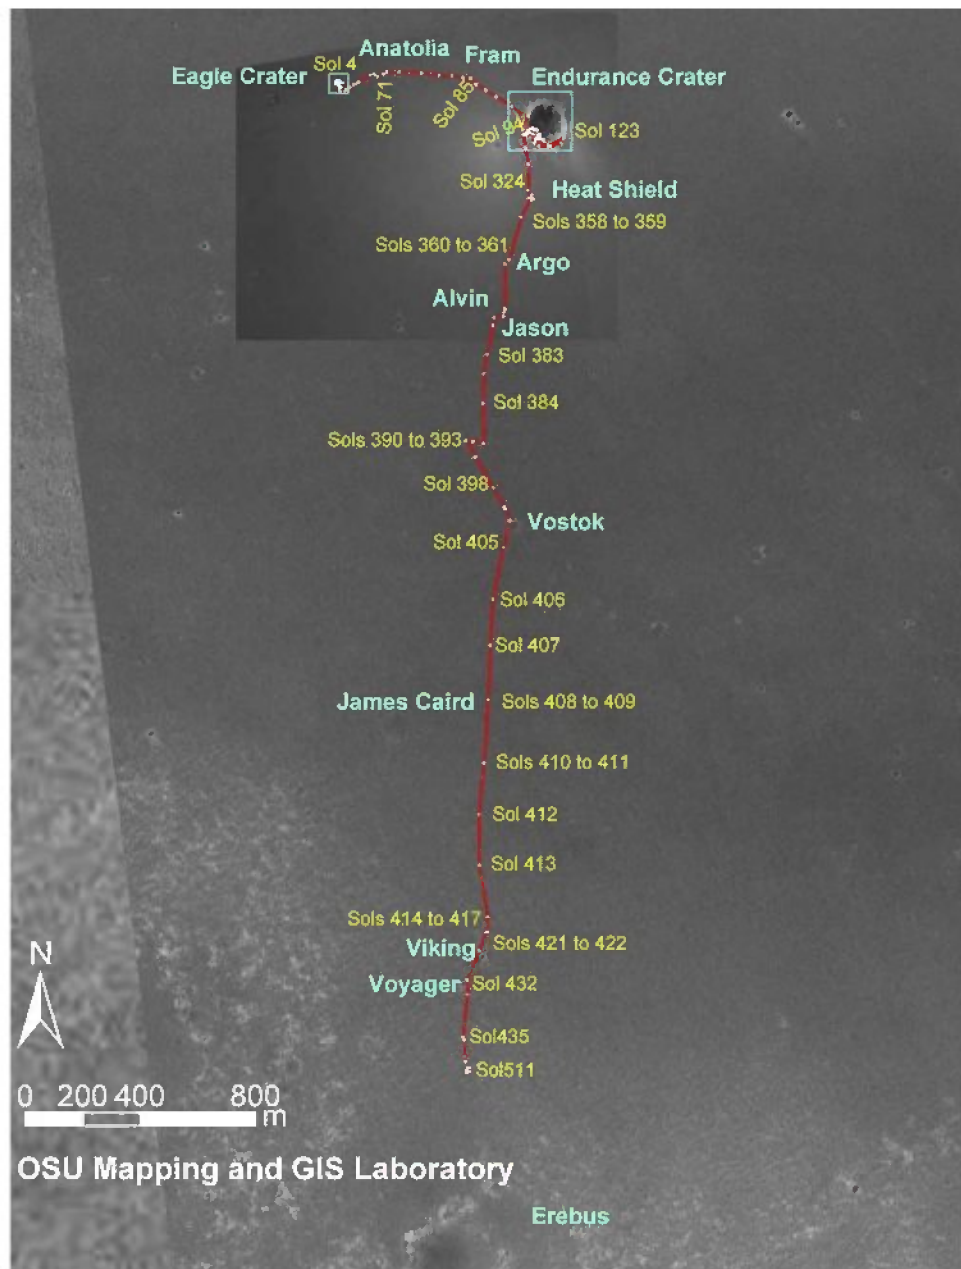 Sol 4
Anatolia
Fram
Eagle Crater
Endurance Crater
Sol 71
Sol 85
Sol 94
Sol 123
Sol 324
Heat Shield
Sols 358 to 359
Sols 360 to 361
Argo
Alvin
Jason
Sol 383
Sol 384
Sols 390 to 393
Sol 398
Vostok
Sol 405
Sol 406
Sol 407
James Caird
Sols 408 to 409
Sols 410 to 411
Sol 412
Sol 413
Sols 414 to 417
Sols 421 to 422
Viking
Voyager
Sol 432
Sol435
Sol511
N
0 200 400 800
m
OSU Mapping and GIS Laboratory
Erebus